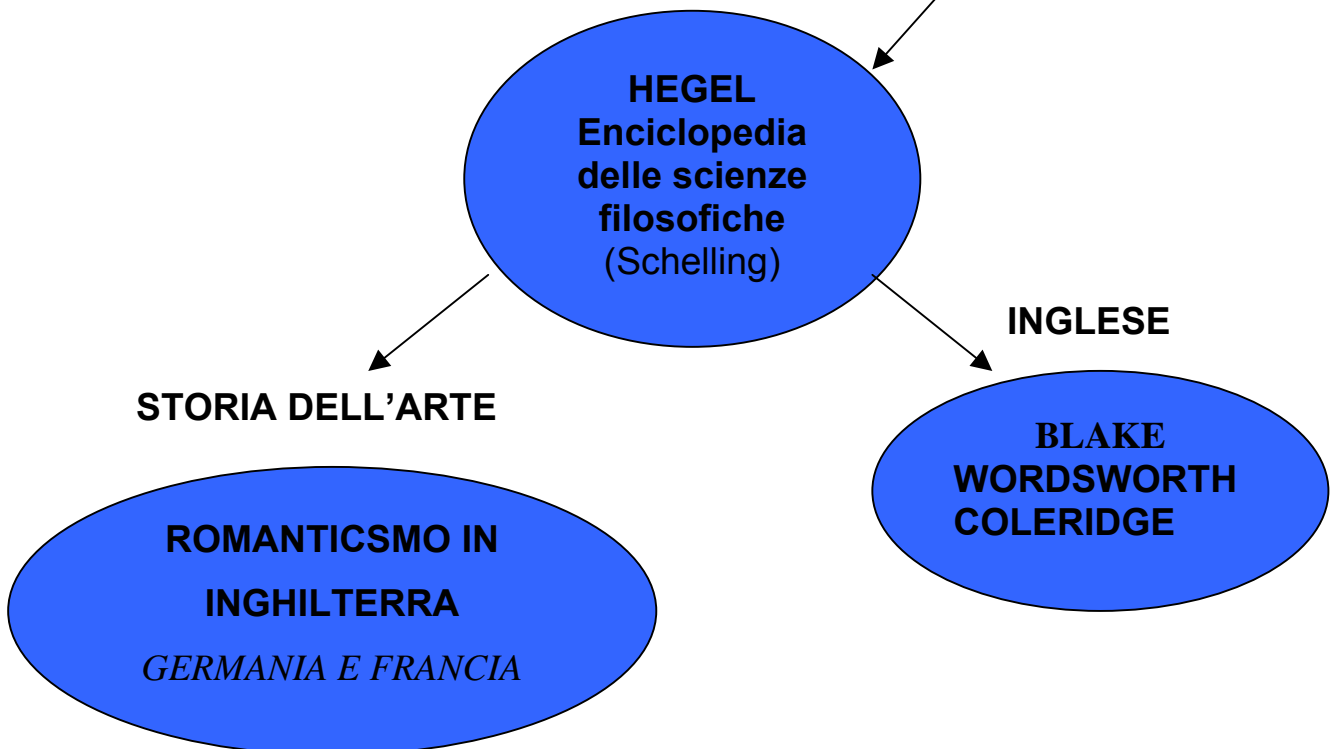 HEGEL
Enciclopedia
delle scienze
filosofiche
(Schelling)
INGLESE
STORIA DELL’ARTE
BLAKE
WORDSWORTH
COLERIDGE
ROMANTICSMO IN
INGHILTERRA
GERMANIA E FRANCIA